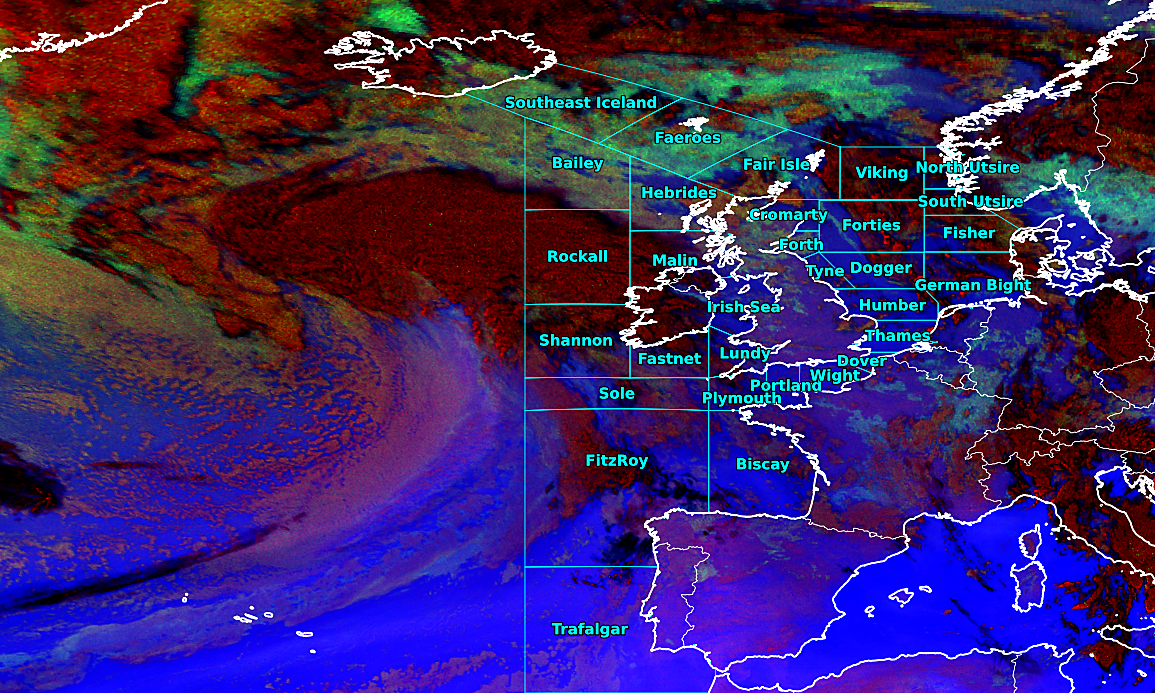 Southeast Iceland
Faeroes
Bailey
Fair Isle
Viking
North Utsire
Hebrides
South Utsire
Cromarty
Forties
Fisher
Forth
Rockall
Malin
Tyne
Dogger
German Bight
Irish Sea
Humber
Shannon
Thames
Fastnet
Lundy
Dover
Wight
Portland
Sole
Plymouth
FitzRoy
Biscay
Trafalgar